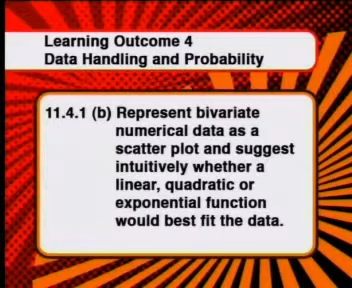 Learning Outcome 4
Data Handling and Probability
11.4.1 (b) Represent bivariate
numerical data as a
scatter plot and suggest
intuitively whether a
linear, quadratic or
exponential function
would best fit the data.